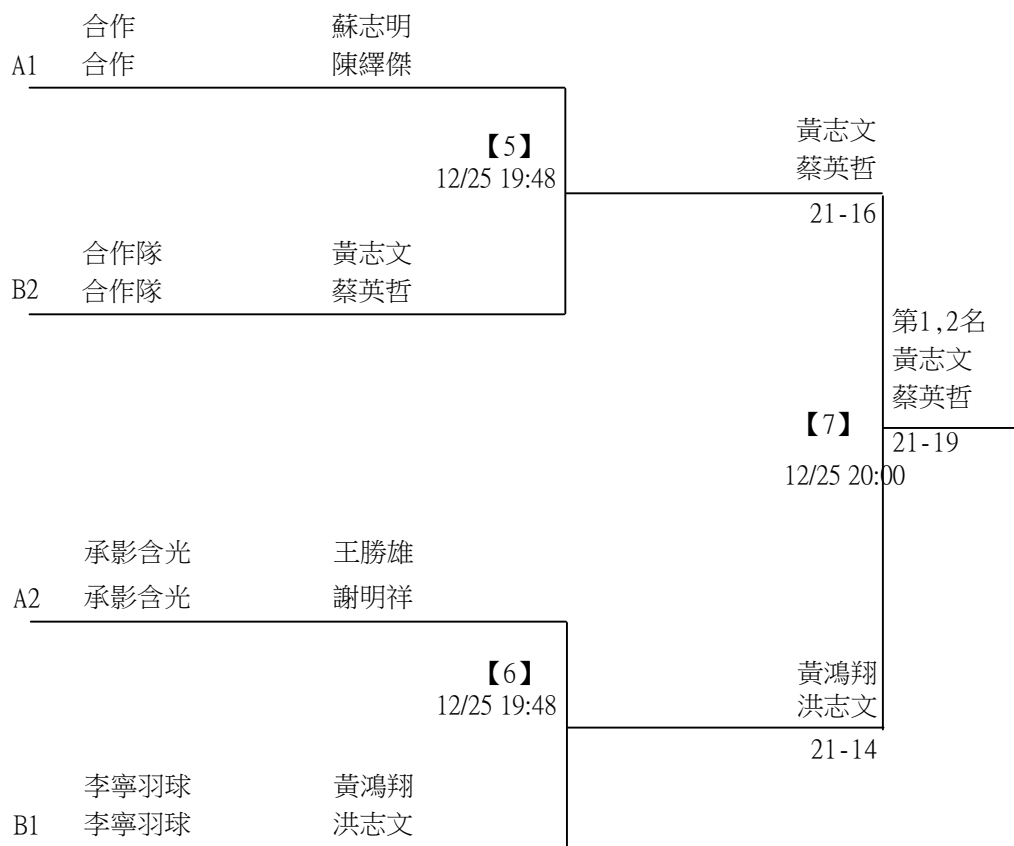 合作 蘇志明
A1 合作 陳繹傑
【5】
12/25 19:48
黃志文
蔡英哲
21-16
合作隊 黃志文
B2 合作隊 蔡英哲
第1,2名
黃志文
蔡英哲
【7】
21-19
12/25 20:00
承影含光 王勝雄
A2 承影含光 謝明祥
【6】
12/25 19:48
黃鴻翔
洪志文
21-14
李寧羽球 黃鴻翔
B1 李寧羽球 洪志文